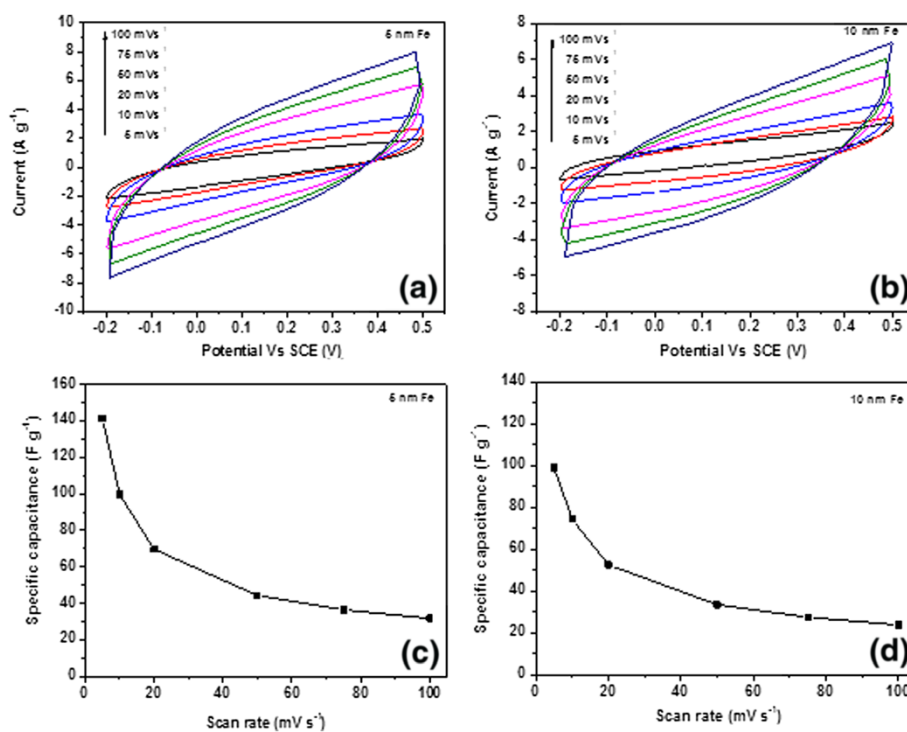 5 nm Fe
100 mVs⁻¹
75 mVs⁻¹
50 mVs⁻¹
20 mVs⁻¹
10 mVs⁻¹
5 mVs⁻¹
10
8
6
4
2
0
-2
-4
-6
-8
-10
Current (A g⁻¹)
-0.2 -0.1 0.0 0.1 0.2 0.3 0.4 0.5
Potential Vs SCE (V)
(a)
10 nm Fe
100 mVs⁻¹
75 mVs⁻¹
50 mVs⁻¹
20 mVs⁻¹
10 mVs⁻¹
5 mVs⁻¹
8
6
4
2
0
-2
-4
-6
-8
Current (A g⁻¹)
-0.2 -0.1 0.0 0.1 0.2 0.3 0.4 0.5
Potential Vs SCE (V)
(b)
5 nm Fe
160
140
120
100
80
60
40
20
0
Specific capacitance (F g⁻¹)
0 20 40 60 80 100
Scan rate (mV s⁻¹)
(c)
10 nm Fe
140
120
100
80
60
40
20
0
Specific capacitance (F g⁻¹)
0 20 40 60 80 100
Scan rate (mV s⁻¹)
(d)